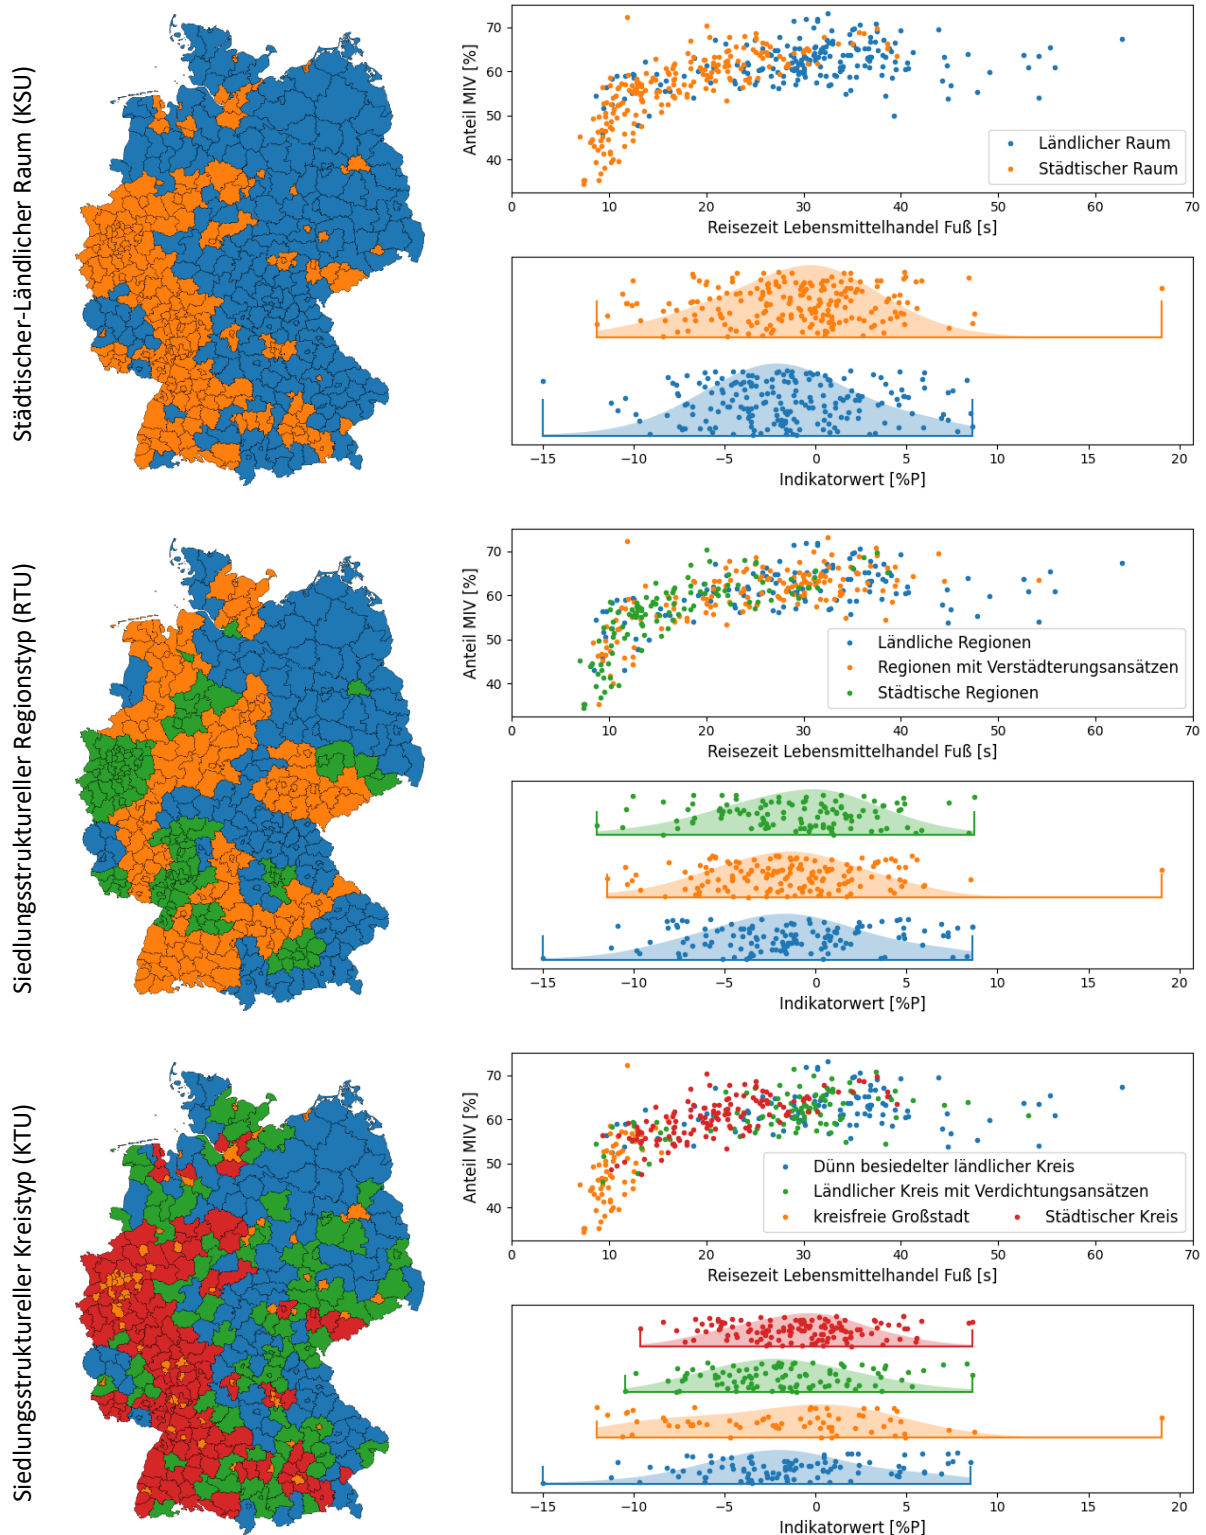 Städtischer-Ländlicher Raum (KSU)
Anteil MIV [%]
70
60
50
40
Ländlicher Raum
Städtischer Raum
0 10 20 30 40 50 60 70
Reisezeit Lebensmittelhandel Fuß [s]
−15 −10 −5 0 5 10 15 20
Indikatorwert [%P]
Siedlungsstruktureller Regionstyp (RTU)
Anteil MIV [%]
70
60
50
40
Ländliche Regionen
Regionen mit Verstädterungsansätzen
Städtische Regionen
0 10 20 30 40 50 60 70
Reisezeit Lebensmittelhandel Fuß [s]
−15 −10 −5 0 5 10 15 20
Indikatorwert [%P]
Siedlungsstruktureller Kreistyp (KTU)
Anteil MIV [%]
70
60
50
40
Dünn besiedelter ländlicher Kreis
Ländlicher Kreis mit Verdichtungsansätzen
kreisfreie Großstadt Städtischer Kreis
0 10 20 30 40 50 60 70
Reisezeit Lebensmittelhandel Fuß [s]
−15 −10 −5 0 5 10 15 20
Indikatorwert [%P]